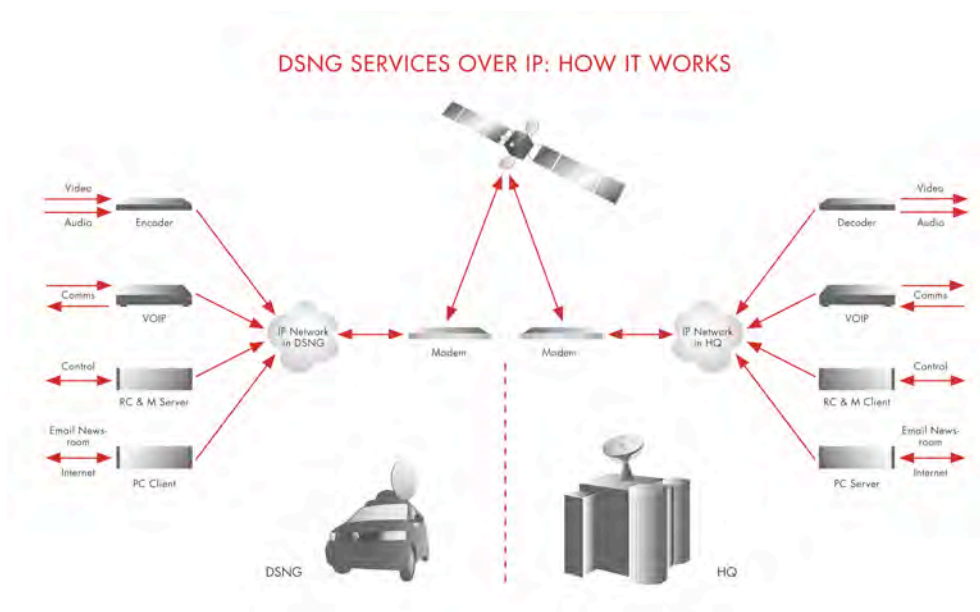 DSNG SERVICES OVER IP: HOW IT WORKS
Video
Audio
Encoder
Comms
VOIP
Control
RC & M Server
Email News-
room
Internet
PC Client
IP Network
in DSNG
Modem
Modem
IP Network
in HQ
Decoder
Video
Audio
VOIP
Comms
RC & M Client
Control
PC Server
Email News-
room
Internet
DSNG
HQ